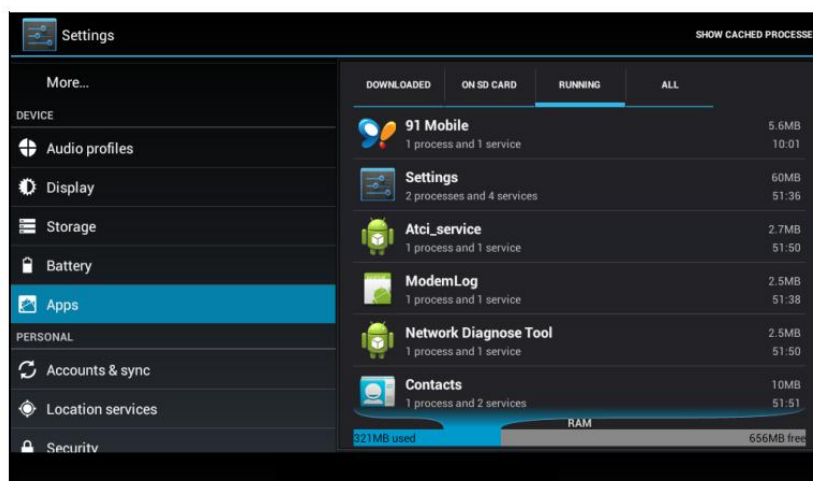 Settings
SHOW CACHED PROCESSE
More...
DEVICE
Audio profiles
Display
Storage
Battery
Apps
PERSONAL
Accounts & sync
Location services
Security
DOWNLOADED ON SD CARD RUNNING ALL
91 Mobile 5.6MB
1 process and 1 service 10:01
Settings 60MB
2 processes and 4 services 51:36
Atci_service 2.7MB
1 process and 1 service 51:50
ModemLog 2.5MB
1 process and 1 service 51:38
Network Diagnose Tool 2.5MB
1 process and 1 service 51:50
Contacts 10MB
1 process and 2 services 51:51
RAM
321MB used 656MB free